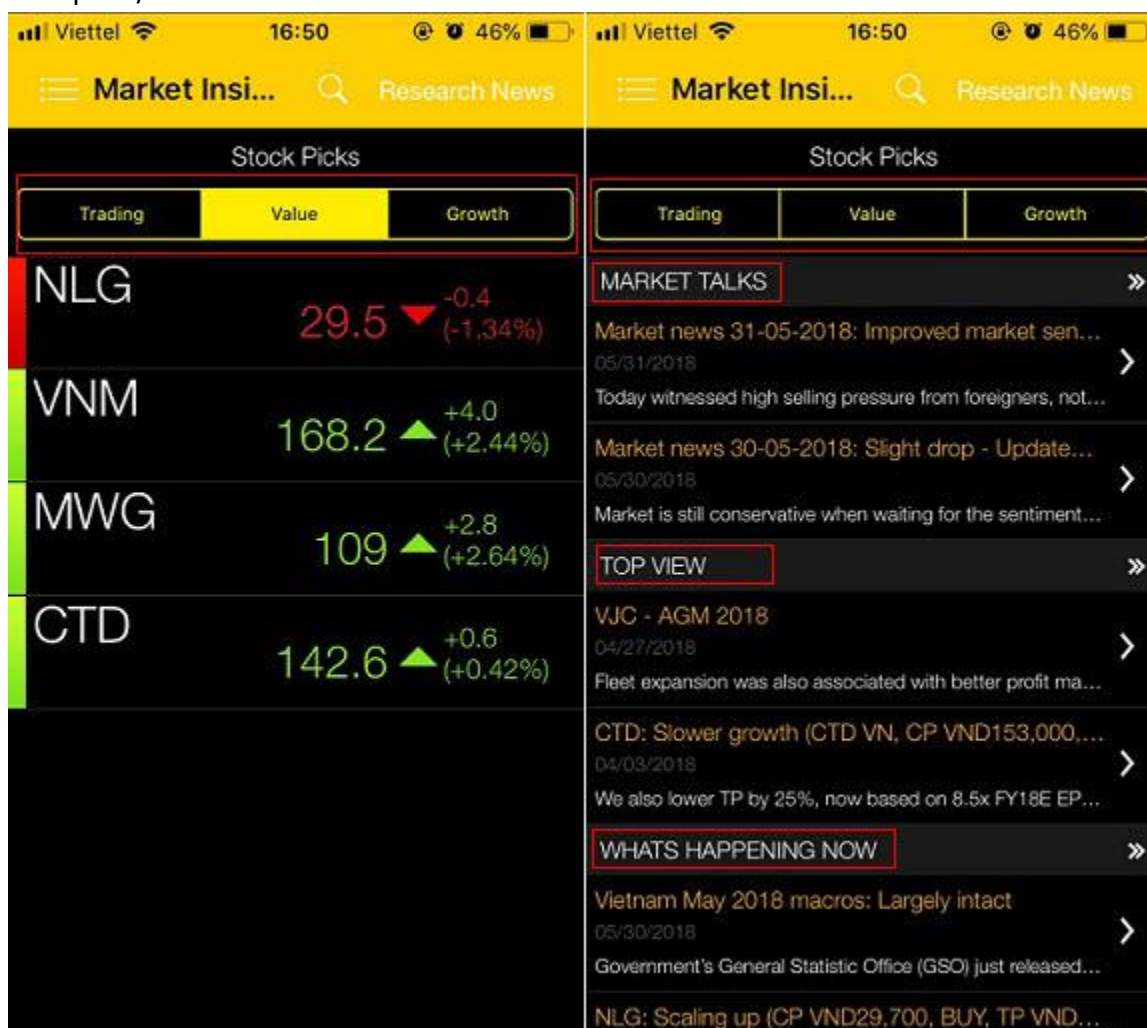 Viettel 16:50 46%
Market Insi... Research News
Stock Picks
Trading Value Growth
NLG
29.5 -0.4
(-1.34%)
VNM
168.2 +4.0
(+2.44%)
MWG
109 +2.8
(+2.64%)
CTD
142.6 +0.6
(+0.42%)
Viettel 16:50 46%
Market Insi... Research News
Stock Picks
Trading Value Growth
MARKET TALKS
Market news 31-05-2018: Improved market sen...
05/31/2018
Today witnessed high selling pressure from foreigners, not...
Market news 30-05-2018: Slight drop - Update...
05/30/2018
Market is still conservative when waiting for the sentiment...
TOP VIEW
VJC - AGM 2018
04/27/2018
Fleet expansion was also associated with better profit ma...
CTD: Slower growth (CTD VN, CP VND153,000,...
04/03/2018
We also lower TP by 25%, now based on 8.5x FY18E EP...
WHATS HAPPENING NOW
Vietnam May 2018 macros: Largely intact
05/30/2018
Government's General Statistic Office (GSO) just released...
NLG: Scaling up (CP VND29,700, BUY, TP VND...